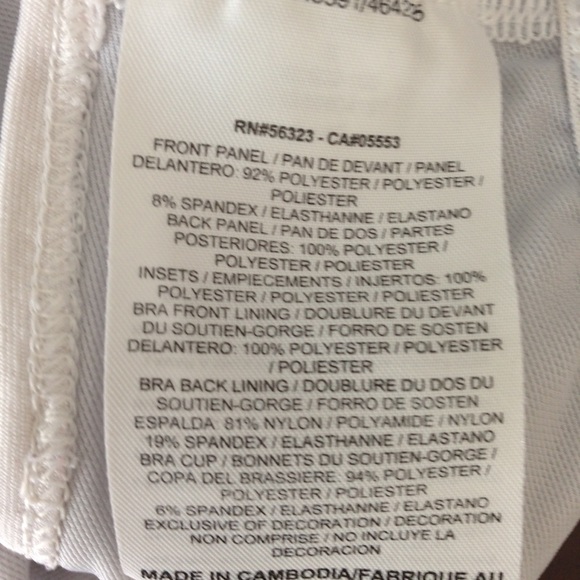 /46428
RN#56323 - CA#05553
FRONT PANEL / PAN DE DEVANT / PANEL
DELANTERO: 92% POLYESTER / POLYESTER /
POLIESTER
8% SPANDEX / ELASTHANNE / ELASTANO
BACK PANEL / PAN DE DOS / PARTES
POSTERIORES: 100% POLYESTER /
POLYESTER / POLIESTER
INSETS / EMPIECEMENTS / INJERTOS: 100%
POLYESTER / POLYESTER / POLIESTER
BRA FRONT LINING / DOUBLURE DU DEVANT
DU SOUTIEN-GORGE / FORRO DE SOSTEN
DELANTERO: 100% POLYESTER / POLYESTER
/ POLIESTER
BRA BACK LINING / DOUBLURE DU DOS DU
SOUTIEN-GORGE / FORRO DE SOSTEN
ESPALDA: 81% NYLON / POLYAMIDE / NYLON
19% SPANDEX / ELASTHANNE / ELASTANO
BRA CUP / BONNETS DU SOUTIEN-GORGE /
COPA DEL BRASSIERE: 94% POLYESTER /
POLYESTER / POLIESTER
6% SPANDEX / ELASTHANNE / ELASTANO
EXCLUSIVE OF DECORATION / DECORATION
NON COMPRISE / NO INCLUYE LA
DECORACION
MADE IN CAMBODIA/FABRIQUE AU